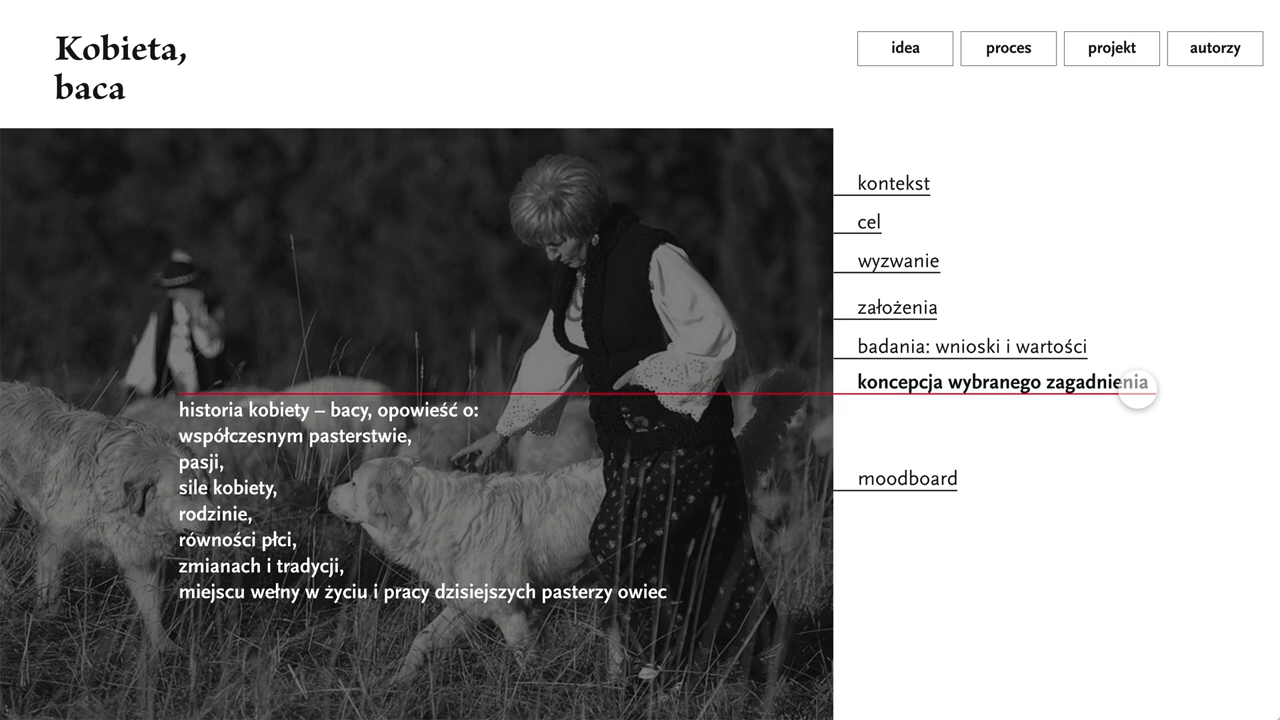 Kobieta,
baca
idea
proces
projekt
autorzy
kontekst
cel
wyzwanie
założenia
badania: wnioski i wartości
koncepcja wybranego zagadnienia
historia kobiety – bacy, opowieść o:
współczesnym pasterstwie,
pasji,
sile kobiety,
rodzinie,
równości płci,
zmianach i tradycji,
miejscu wełny w życiu i pracy dzisiejszych pasterzy owiec
moodboard